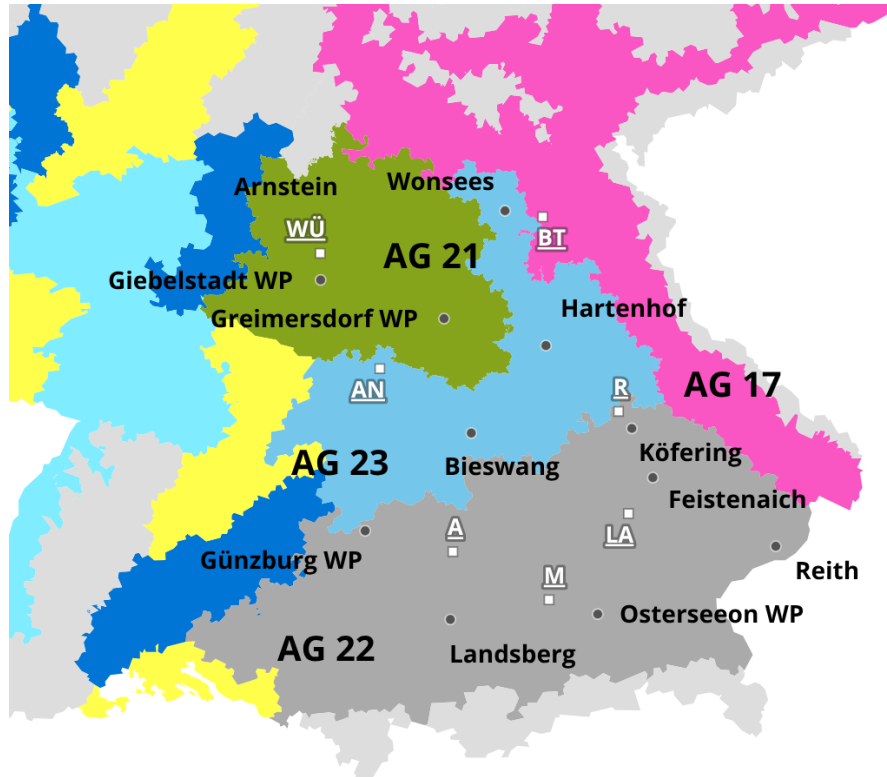 Arnstein
Wonsees
WÜ
BT
AG 21
Giebelstadt WP
Greimersdorf WP
Hartenhof
AN
R
AG 17
AG 23
Bieswang
Köfering
Feistenaich
A
LA
Günzburg WP
M
Reith
Osterseeon WP
AG 22
Landsberg